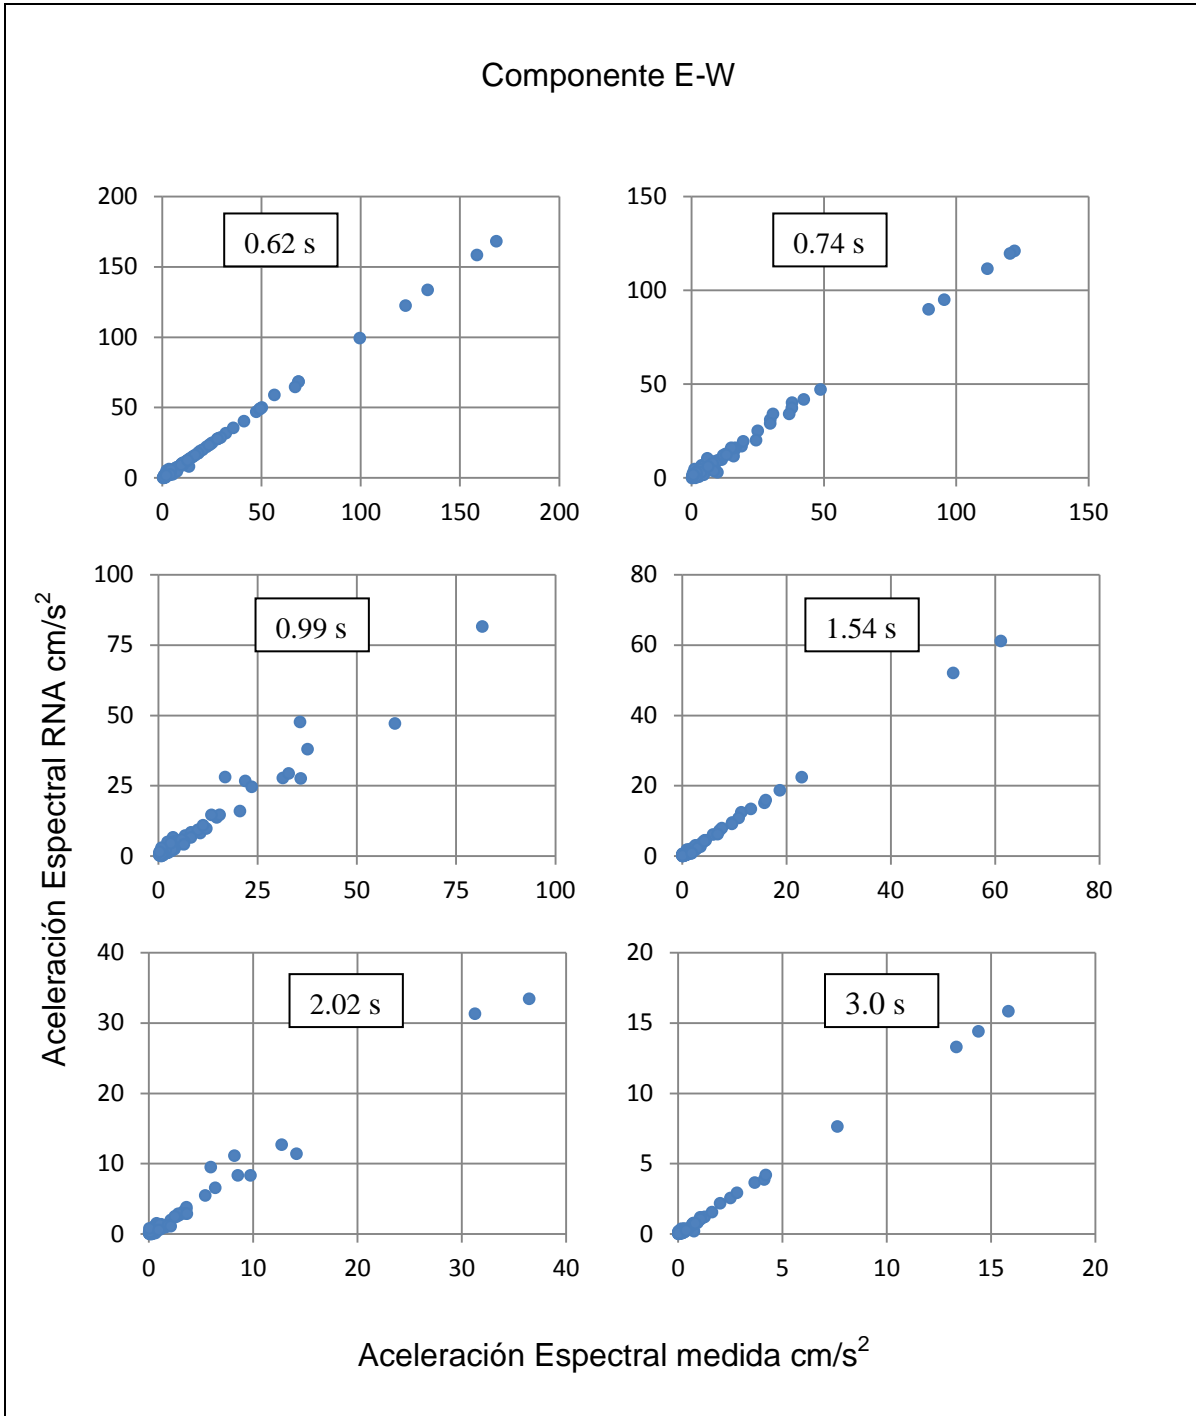 Componente E-W
200
150
100
50
0
0 50 100 150 200
0.62 s
150
100
50
0
0 50 100 150
0.74 s
Aceleración Espectral RNA cm/s²
100
75
50
25
0
0 25 50 75 100
0.99 s
80
60
40
20
0
0 20 40 60 80
1.54 s
40
30
20
10
0
0 10 20 30 40
2.02 s
20
15
10
5
0
0 5 10 15 20
3.0 s
Aceleración Espectral medida cm/s²